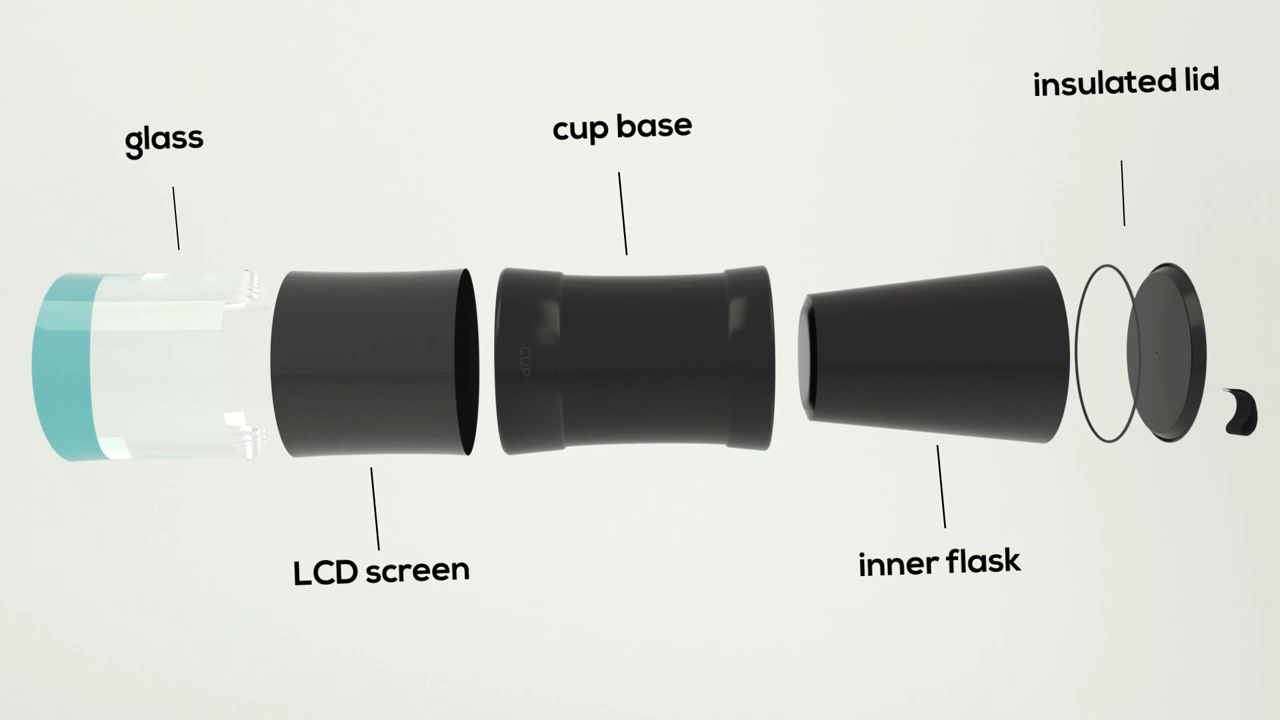 insulated lid
cup base
glass
CUP
inner flask
LCD screen